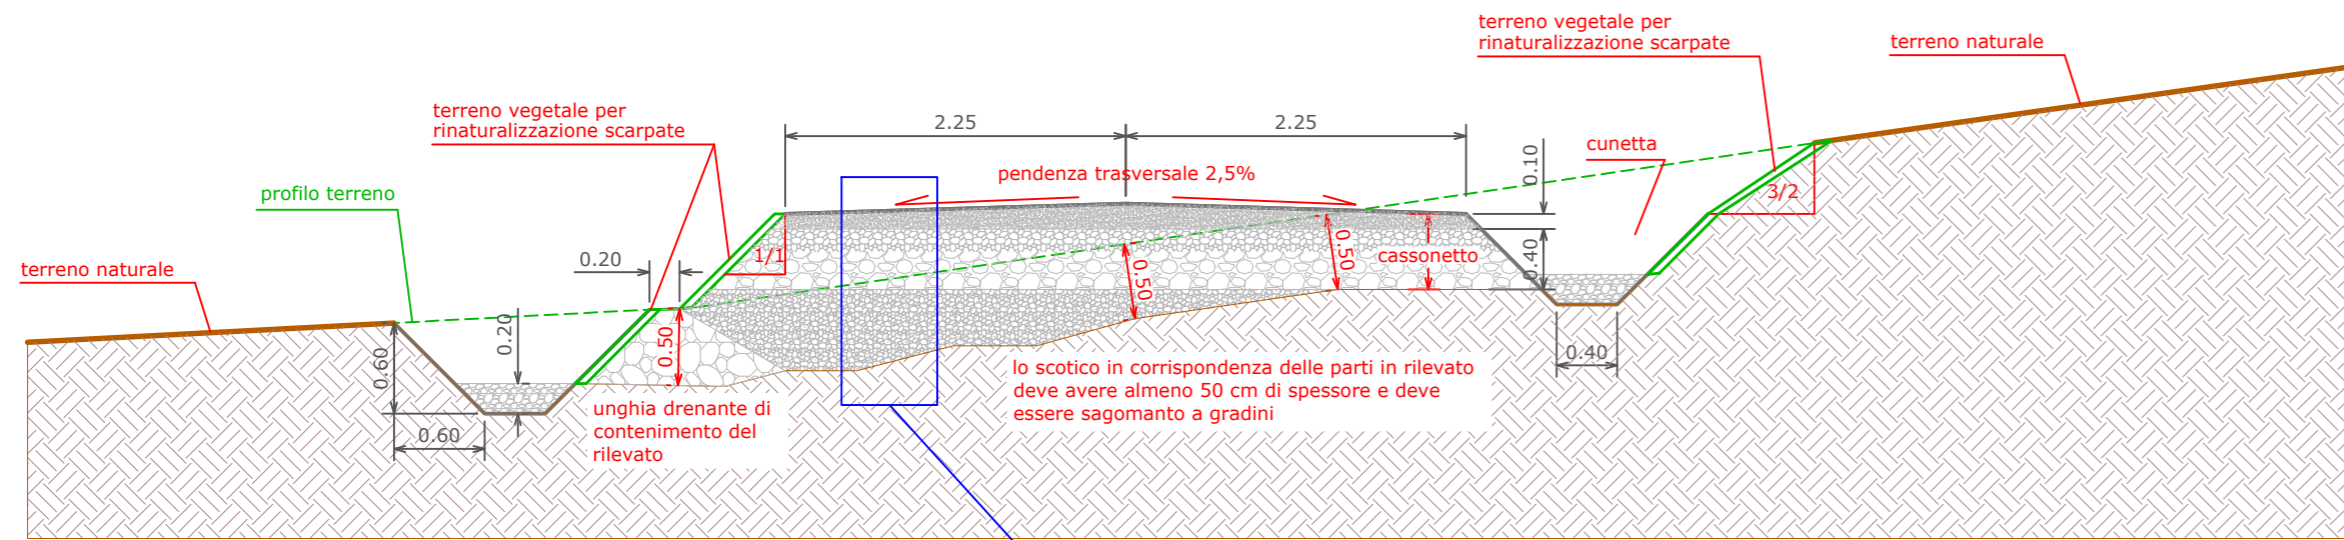 terreno vegetale per
rinaturalizzazione scarpate
terreno naturale
terreno vegetale per
rinaturalizzazione scarpate
2.25
2.25
0.10
cunetta
pendenza trasversale 2,5%
profilo terreno
3/2
terreno naturale
0.20
1/1
0.50
0.50
cassonetto
0.40
0.20
0.60
0.50
0.40
lo scotico in corrispondenza delle parti in rilevato
deve avere almeno 50 cm di spessore e deve
essere sagomanto a gradini
unghia drenante di
contenimento del
rilevato
0.60